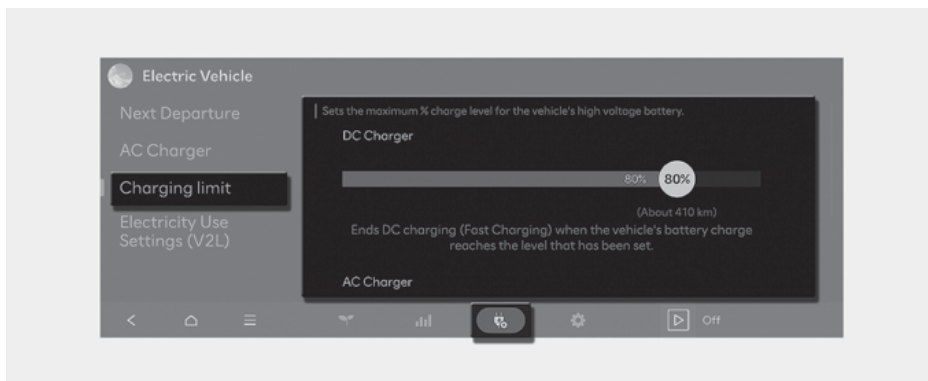 Electric Vehicle
Next Departure
AC Charger
Charging limit
Electricity Use
Settings (V2L)
Sets the maximum % charge level for the vehicle's high voltage battery.
DC Charger
80% 80%
(About 410 km)
Ends DC charging (Fast Charging) when the vehicle's battery charge
reaches the level that has been set.
AC Charger
Off